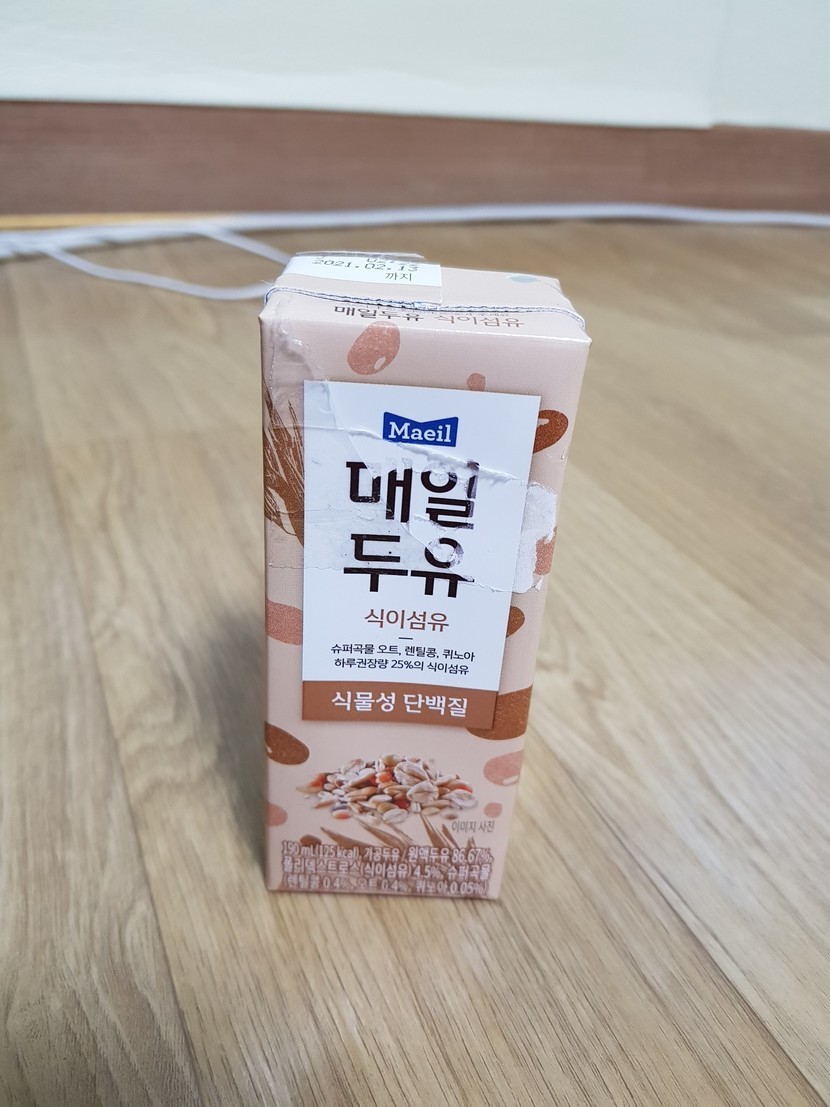 2021.02.13
까지
매일두유 식이섬유
Maeil
매일
두유
식이섬유
슈퍼곡물 오트, 렌틸콩, 퀴노아
하루권장량 25%의 식이섬유
식물성 단백질
이미지 사진
190 mL (125 kcal), 가공두유 / 원액두유 86.67%,
폴리덱스트로스(식이섬유) 4.5%, 슈퍼곡물
(렌틸콩 0.4%, 오트 0.4%, 퀴노아 0.05%)